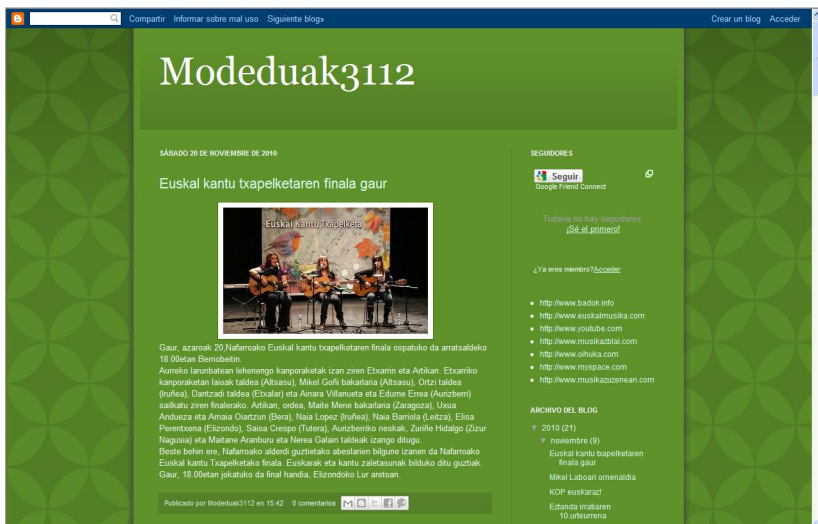 Compartir Informar sobre mal uso Siguiente blog» Crear un blog Acceder
Modeduak3112
SÁBADO 20 DE NOVIEMBRE DE 2010
Euskal kantu txapelketaren finala gaur
Euskal Kantu Txapelketa
Gaur, azaroak 20,Nafarroako Euskal kantu txapelketaren finala ospatuko da arratsaldeko
18.00etan Berriobeitin.
Aurreko larunbatean lehenengo kanporaketak izan ziren Etxarrin eta Artikan. Etxarriko
kanporaketan laioak taldea (Altsasu), Mikel Goñi bakarlaria (Altsasu), Ortzi taldea
(Iruñea), Dantzadi taldea (Etxalar) eta Ainara Villanueta eta Edurne Errea (Aurizberri)
sailkatu ziren finalerako. Artikan, ordea, Maite Mene bakarlaria (Zaragoza), Uxua
Andueza eta Amaia Oiartzun (Bera), Naia Lopez (Iruñea), Naia Barriola (Leitza), Elisa
Perentxena (Elizondo), Saioa Crespo (Tutera), Aurizberriko neskak, Zuriñe Hidalgo (Zizur
Nagusia) eta Maitane Aranburu eta Nerea Galain taldeak izango ditugu.
Beste behin ere, Nafarroako alderdi guztietako abeslarien bilgune izanen da Nafarroako
Euskal kantu Txapelketako finala. Euskarak eta kantu zaletasunak bilduko ditu guztiak.
Gaur, 18.00etan jokatuko da final handia, Elizondoko Lur aretoan.
Publicado por Modeduak3112 en 15:42 0 comentarios
SEGUIDORES
Seguir
Google Friend Connect
Todavía no hay seguidores.
¡Sé el primero!
¿Ya eres miembro?Acceder
http://www.badok.info
http://www.euskalmusika.com
http://www.youtube.com
http://www.musikazblai.com
http://www.oihuka.com
http://www.myspace.com
http://www.musikazuzenean.com
ARCHIVO DEL BLOG
▼ 2010 (21)
▼ noviembre (9)
Euskal kantu txapelketaren
finala gaur
Mikel Laboari omenaldia
KOP euskaraz!
Eztanda irratiaren
10.urteurrena